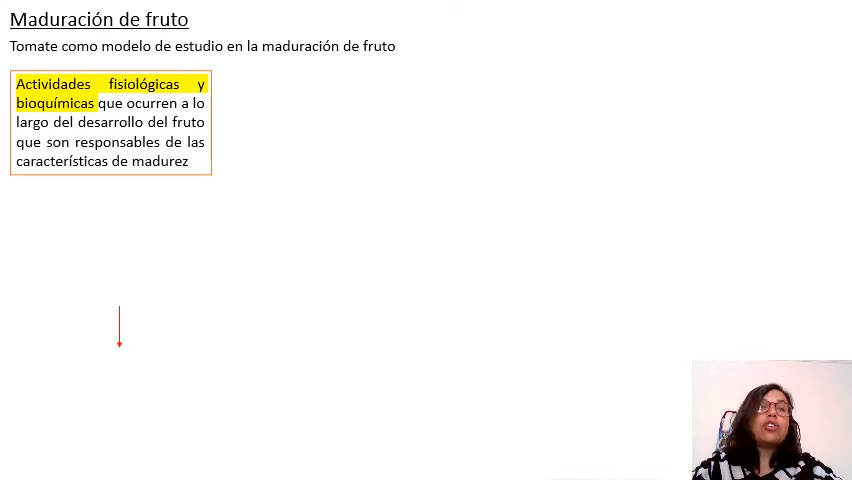 Maduración de fruto
Tomate como modelo de estudio en la maduración de fruto
Actividades fisiológicas y
bioquímicas que ocurren a lo
largo del desarrollo del fruto
que son responsables de las
características de madurez